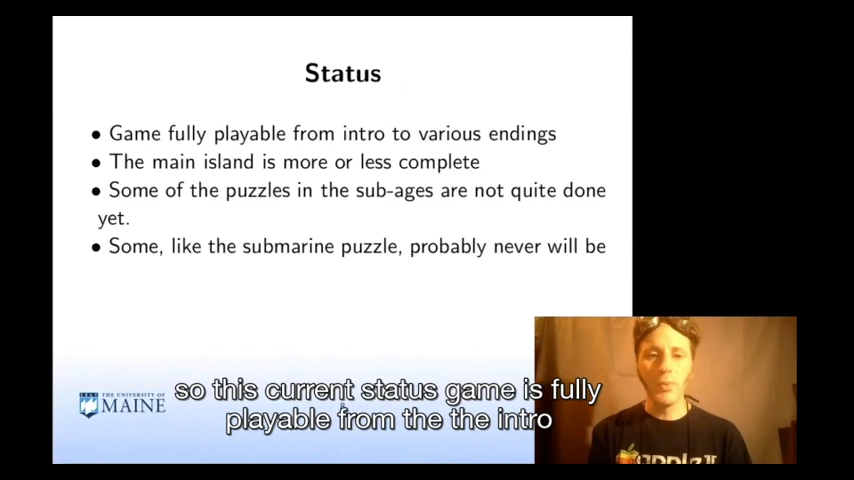 Status
• Game fully playable from intro to various endings
• The main island is more or less complete
• Some of the puzzles in the sub-ages are not quite done
yet.
• Some, like the submarine puzzle, probably never will be
THE UNIVERSITY OF
MAINE
so this current status game is fully
playable from the the intro